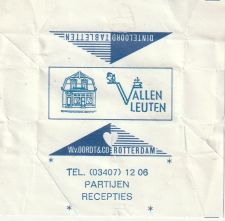 DINTELOORD
TABLETTEN
VALLEN
LEUTEN
W.v.OORDT & CO ROTTERDAM
TEL. (03407) 12 06
PARTIJEN
RECEPTIES